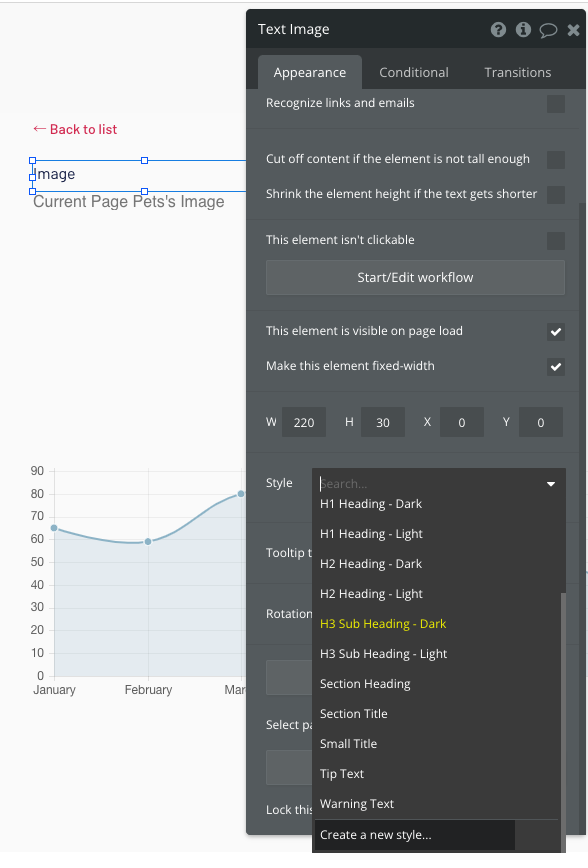 Text Image
Appearance Conditional Transitions
Recognize links and emails
← Back to list
Cut off content if the element is not tall enough
Image
Shrink the element height if the text gets shorter
Current Page Pets's Image
This element isn't clickable
Start/Edit workflow
This element is visible on page load
Make this element fixed-width
W 220 H 30 X 0 Y 0
Style Search...
H1 Heading - Dark
H1 Heading - Light
Tooltip t
H2 Heading - Dark
H2 Heading - Light
Rotation
H3 Sub Heading - Dark
H3 Sub Heading - Light
Section Heading
Section Title
Select pa
Small Title
Tip Text
Lock this
Warning Text
Create a new style...
90
80
70
60
50
40
30
20
10
0
January February Mar